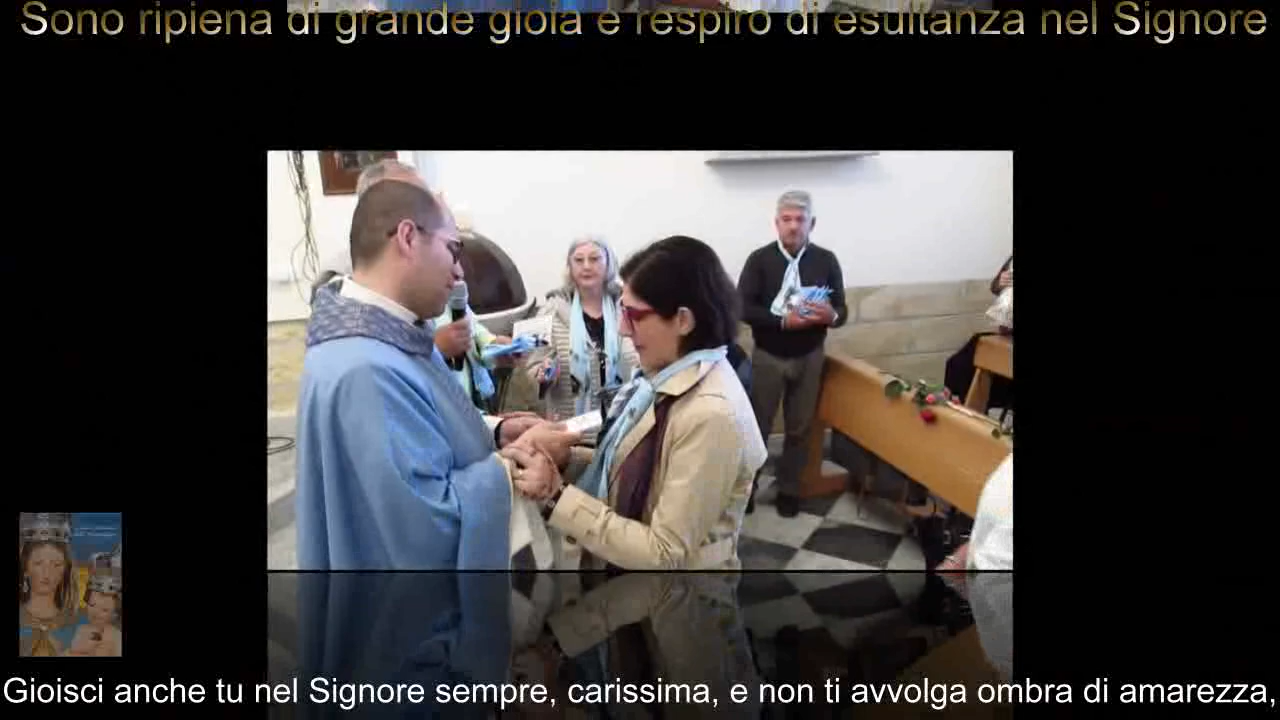 Sono ripiena di grande gioia e respiro di esultanza nel Signore
Gioisci anche tu nel Signore sempre, carissima, e non ti avvolga ombra di amarezza,